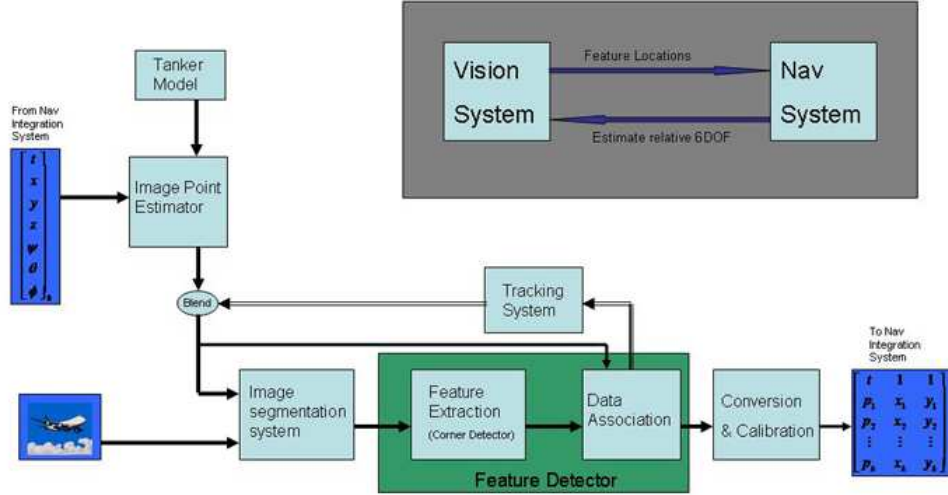 Tanker
Model
From Nav
Integration
System
t
x
y
z
ψ
θ
ϕ
k
Image Point
Estimator
Blend
Tracking
System
Vision
System
Feature Locations
Nav
System
Estimate relative 6DOF
Image
segmentation
system
Feature
Extraction
(Corner Detector)
Data
Association
Feature Detector
Conversion
& Calibration
To Nav
Integration
System
t 1 1
p₁ x₁ y₁
p₂ x₂ y₂
⋮ ⋮ ⋮
pₖ xₖ yₖ